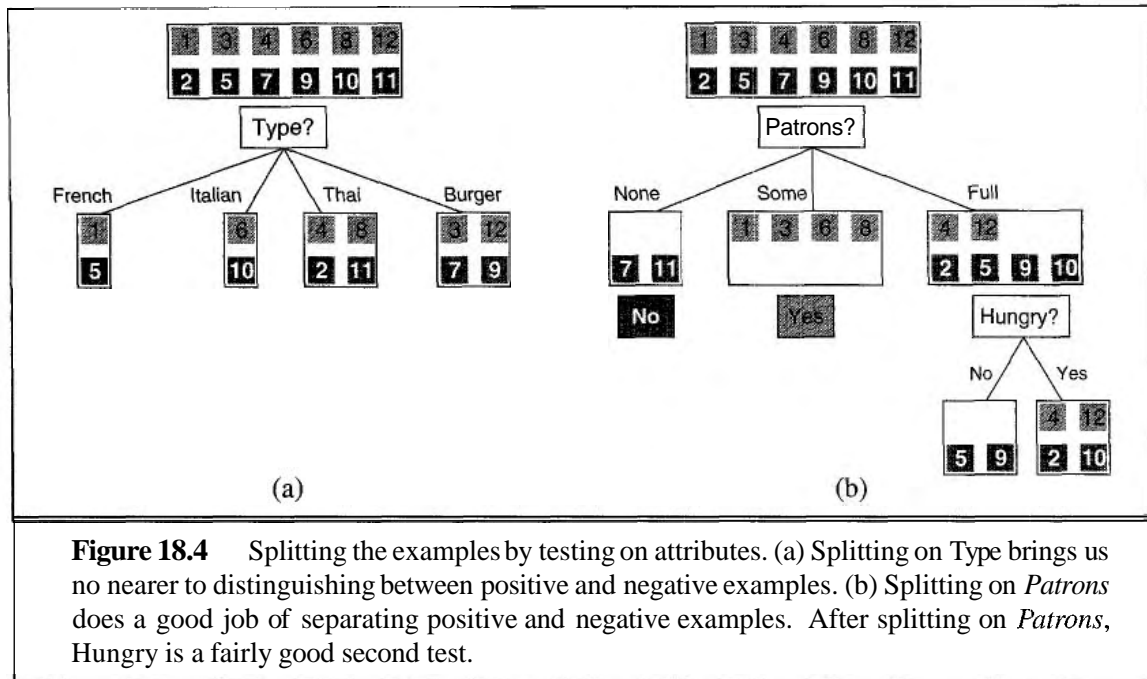 1 3 4 6 8 12 1 3 4 6 8 12
2 5 7 9 10 11 2 5 7 9 10 11
Type? Patrons?
French Italian Thai Burger None Some Full
1 6 4 8 3 12 1 3 6 8 4 12
5 10 2 11 7 9 7 11 2 5 9 10
No Yes Hungry?
No Yes
4 12
5 9 2 10
(a) (b)
Figure 18.4 Splitting the examples by testing on attributes. (a) Splitting on Type brings us
no nearer to distinguishing between positive and negative examples. (b) Splitting on Patrons
does a good job of separating positive and negative examples. After splitting on Patrons,
Hungry is a fairly good second test.